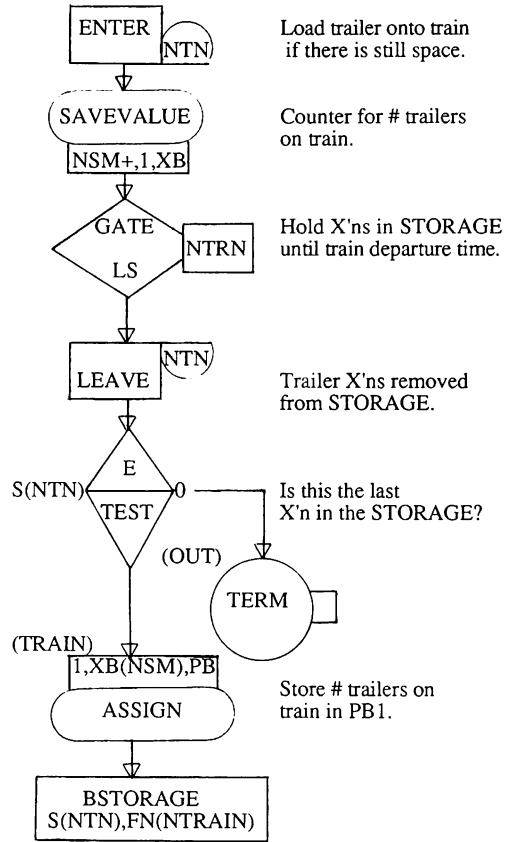 ENTER
NTN
Load trailer onto train
if there is still space.
SAVEVALUE
NSM+,1,XB
Counter for # trailers
on train.
GATE
LS
NTRN
Hold X'ns in STORAGE
until train departure time.
NTN
LEAVE
Trailer X'ns removed
from STORAGE.
E
S(NTN)
0
TEST
Is this the last
X'n in the STORAGE?
(OUT)
TERM
(TRAIN)
1,XB(NSM),PB
ASSIGN
Store # trailers on
train in PB1.
BSTORAGE
S(NTN),FN(NTRAIN)